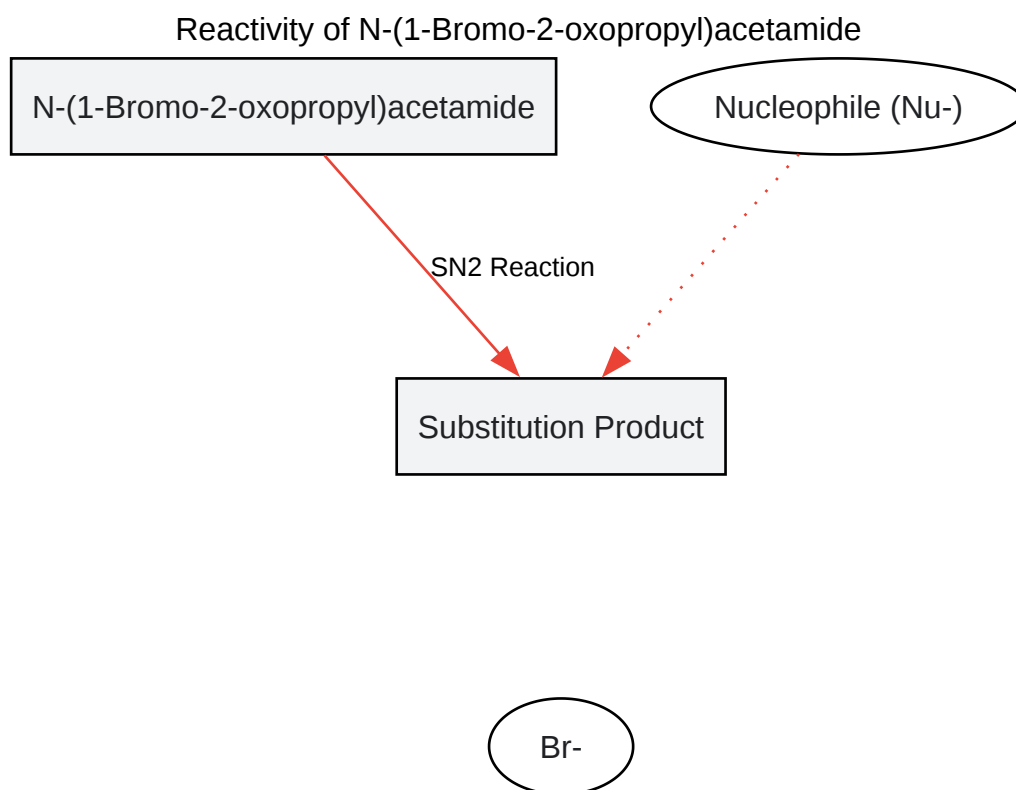 Reactivity of N-(1-Bromo-2-oxopropyl)acetamide
N-(1-Bromo-2-oxopropyl)acetamide
Nucleophile (Nu-)
SN2 Reaction
Substitution Product
Br-